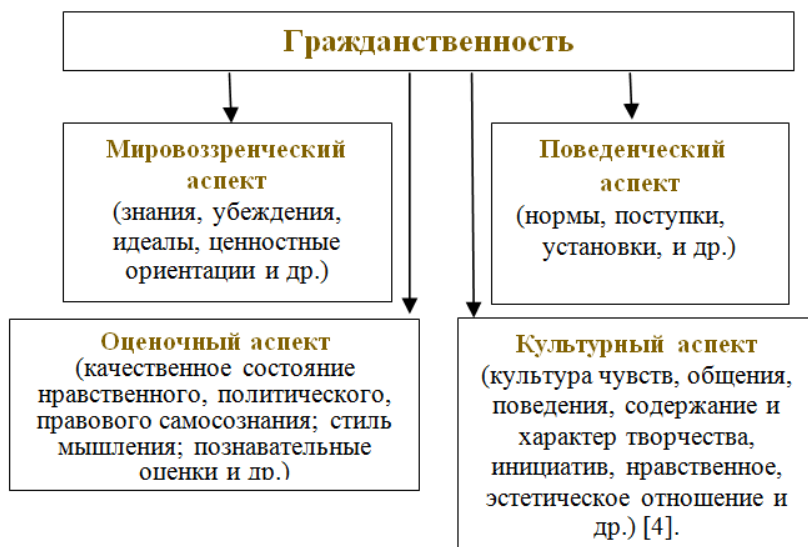 Гражданственность
Мировоззренческий
аспект
(знания, убеждения,
идеалы, ценностные
ориентации и др.)
Поведенческий
аспект
(нормы, поступки,
установки, и др.)
Оценочный аспект
(качественное состояние
нравственного, политического,
правового самосознания; стиль
мышления; познавательные
оценки и др.)
Культурный аспект
(культура чувств, общения,
поведения, содержание и
характер творчества,
инициатив, нравственное,
эстетическое отношение и
др.) [4].